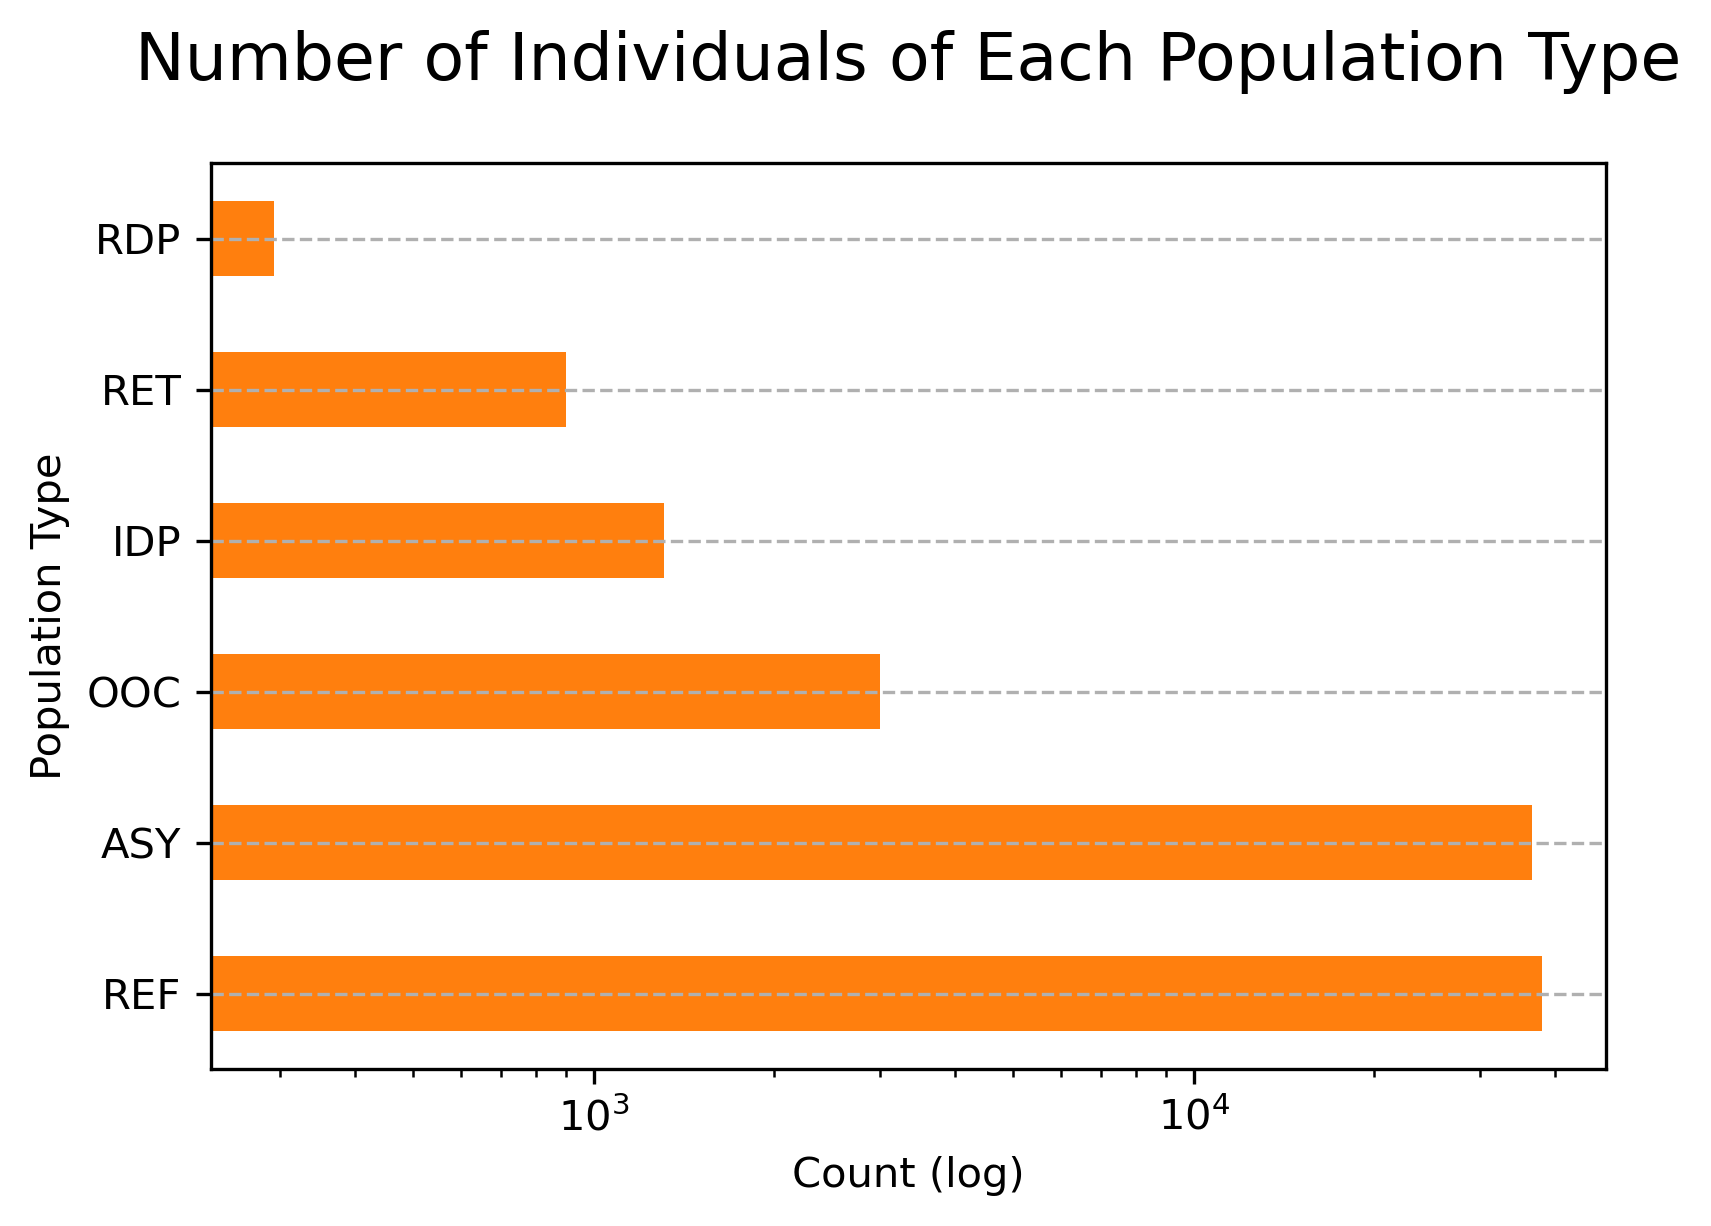 Number of Individuals of Each Population Type
RDP
RET
IDP
OOC
ASY
REF
Population Type
10³
10⁴
Count (log)